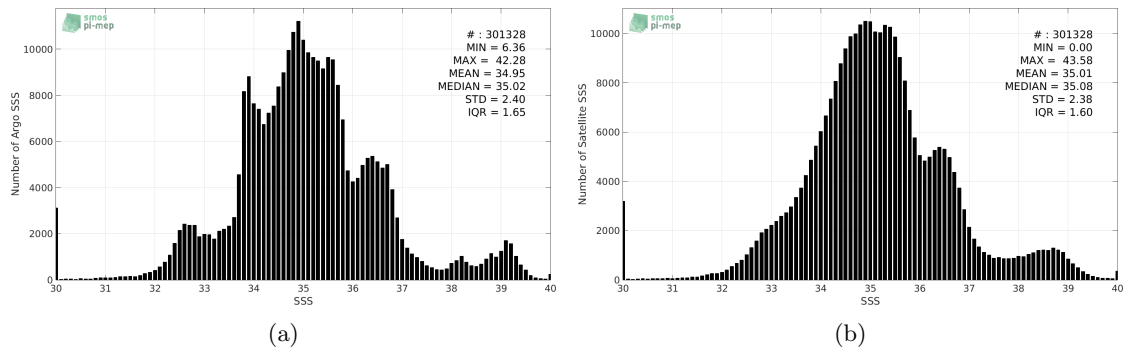 smos
pi-mep
# : 301328
MIN = 6.36
MAX = 42.28
MEAN = 34.95
MEDIAN = 35.02
STD = 2.40
IQR = 1.65
Number of Argo SSS
10000
8000
6000
4000
2000
0
30 31 32 33 34 35 36 37 38 39 40
SSS
(a)
smos
pi-mep
# : 301328
MIN = 0.00
MAX = 43.58
MEAN = 35.01
MEDIAN = 35.08
STD = 2.38
IQR = 1.60
Number of Satellite SSS
10000
8000
6000
4000
2000
0
30 31 32 33 34 35 36 37 38 39 40
SSS
(b)